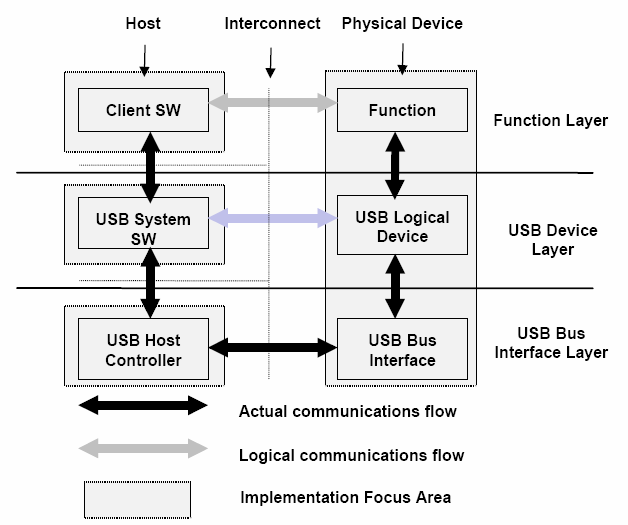 Host Interconnect Physical Device
Client SW
Function
Function Layer
USB System
SW
USB Logical
Device
USB Device
Layer
USB Host
Controller
USB Bus
Interface
USB Bus
Interface Layer
Actual communications flow
Logical communications flow
Implementation Focus Area